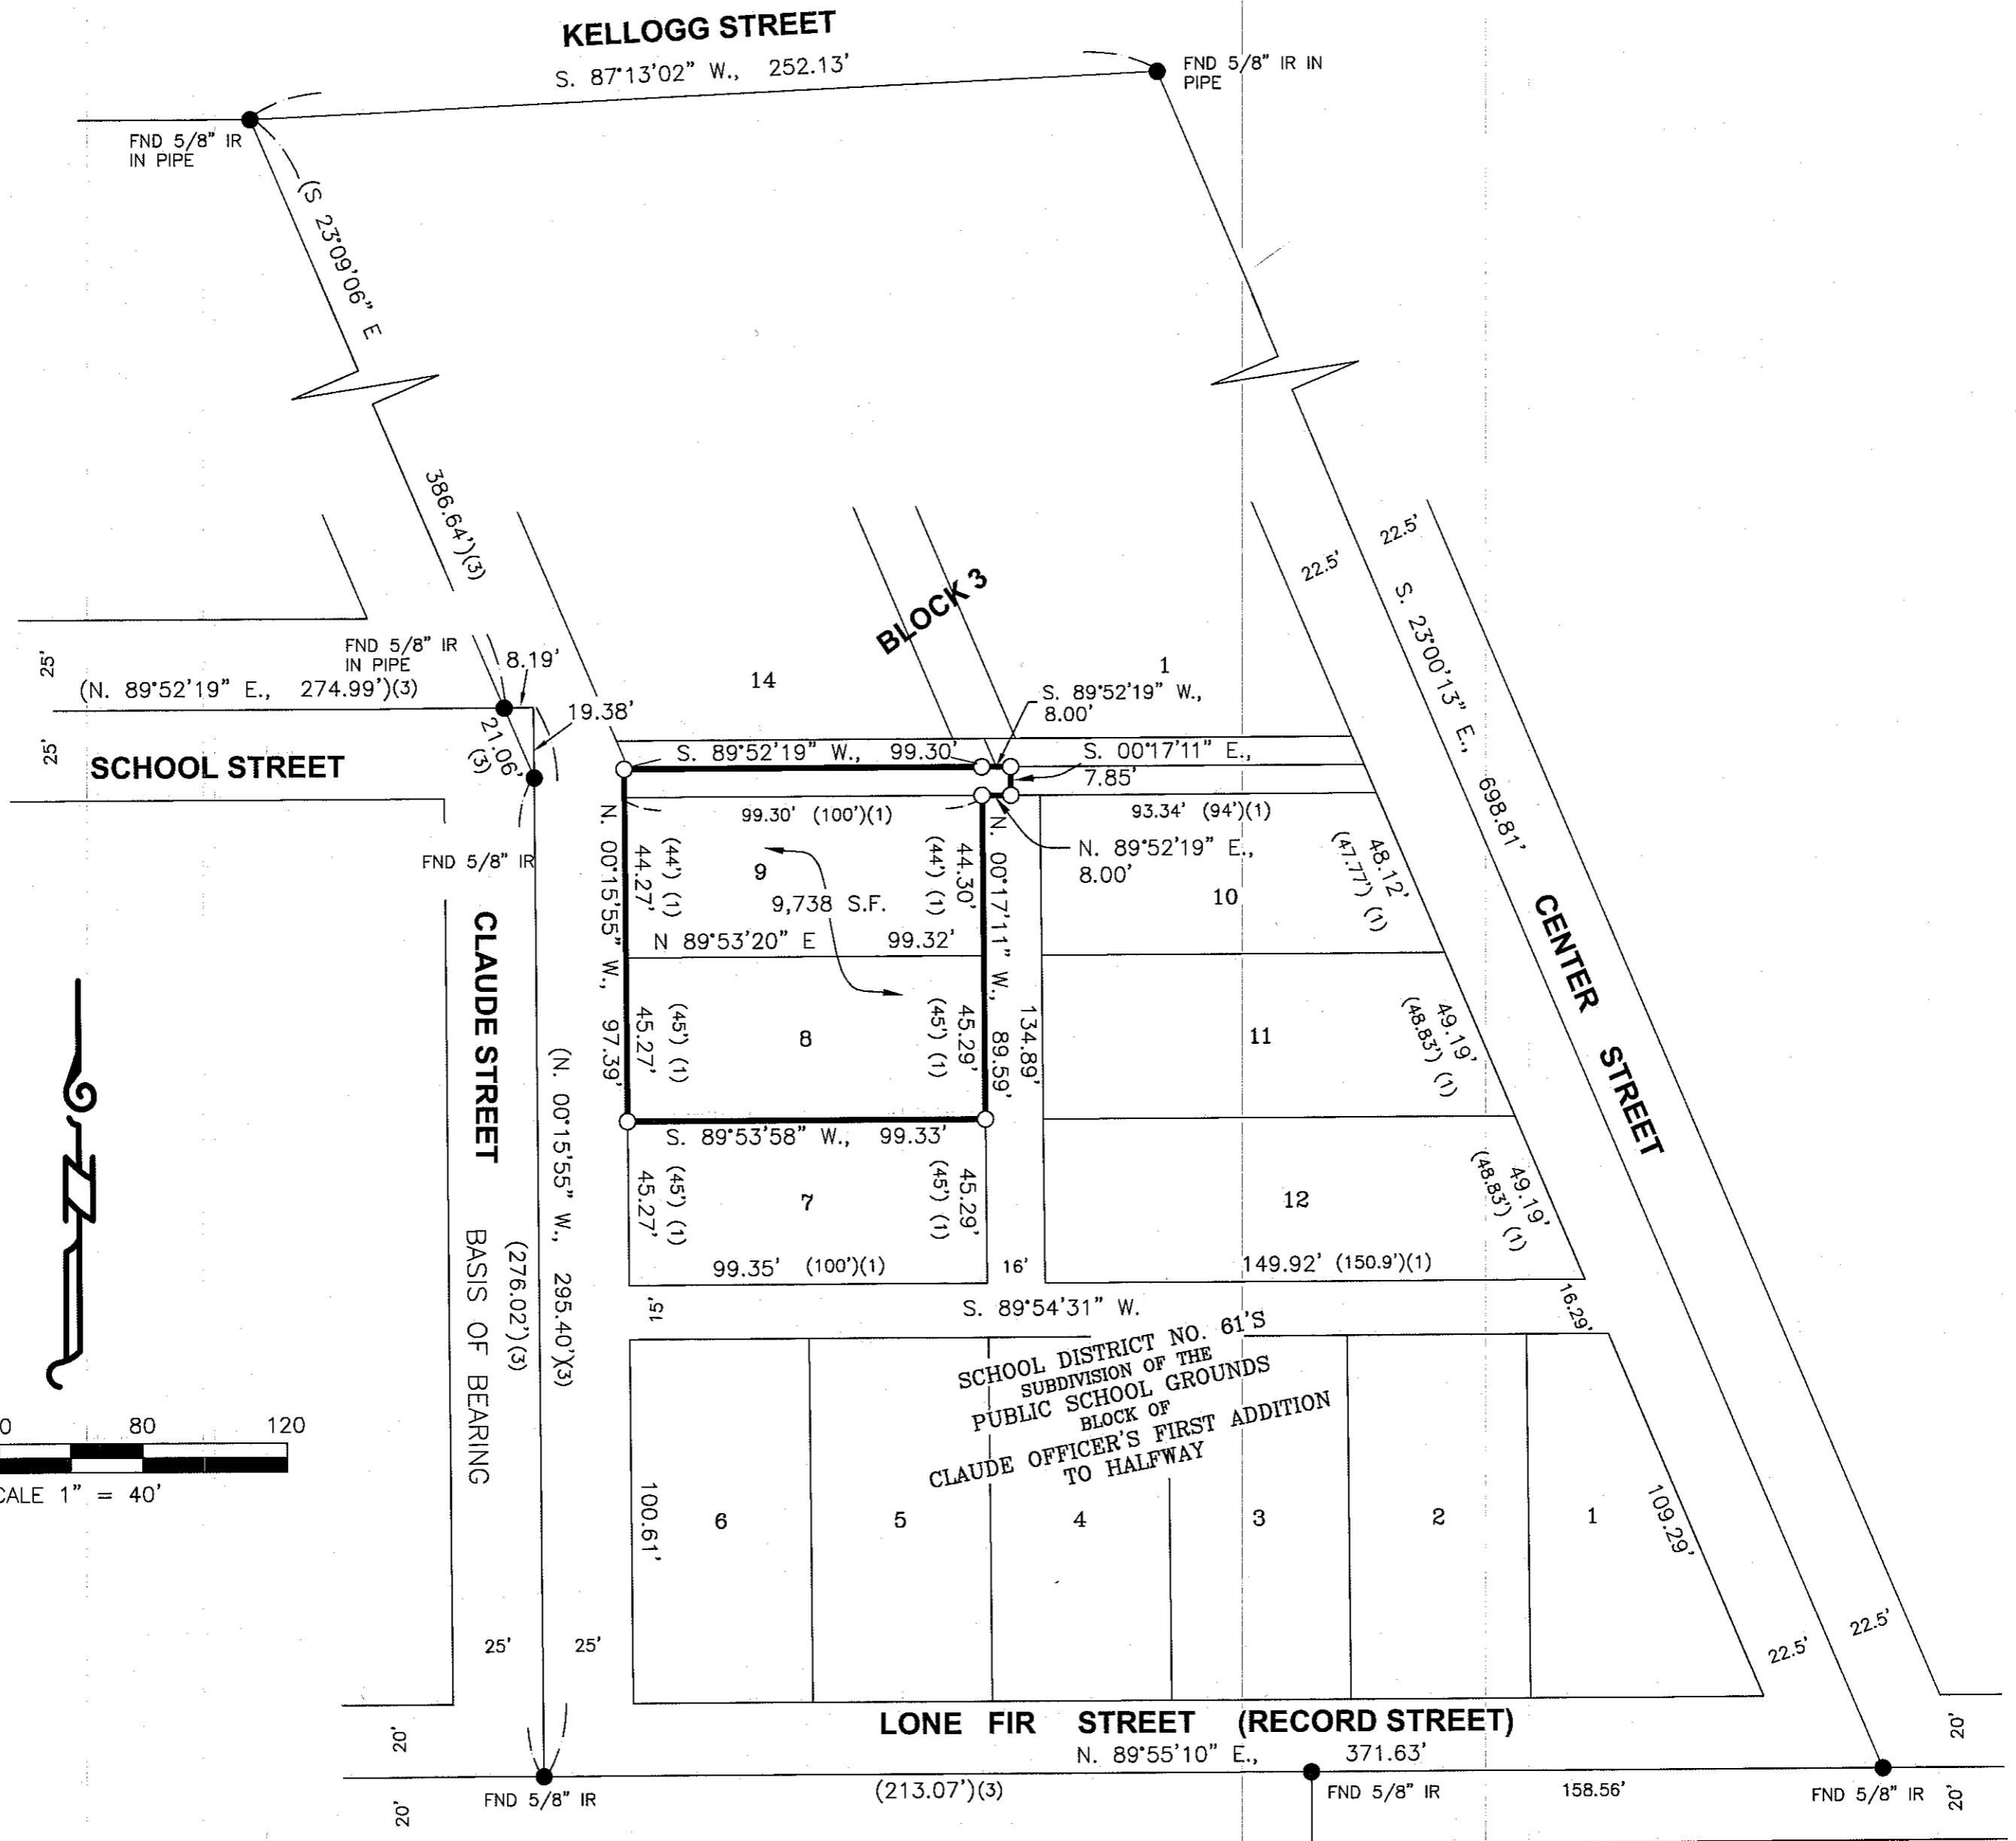 KELLOGG STREET
S. 87°13'02" W., 252.13'
FND 5/8" IR IN
PIPE
FND 5/8" IR
IN PIPE
(S 23°09'06" E
386.64')(3)
22.5'
22.5'
S. 23°00'13" E., 698.81'
BLOCK 3
FND 5/8" IR
IN PIPE
8.19'
25'
(N. 89°52'19" E., 274.99')(3)
14
1
S. 89°52'19" W.,
8.00'
19.38'
21.06'
(3)
25'
SCHOOL STREET
S. 89°52'19" W., 99.30'
S. 00°17'11" E.,
7.85'
99.30' (100')(1)
93.34' (94')(1)
N. 89°52'19" E.,
8.00'
FND 5/8" IR
N. 00°15'55" W., 97.39'
44.27'
(44') (1)
9
9,738 S.F.
(44') (1)
44.30'
N. 00°17'11" W., 89.59'
10
48.12'
(47.77') (1)
CENTER STREET
N 89°53'20" E 99.32'
CLAUDE STREET
BASIS OF BEARING
(N. 00°15'55" W., 295.40')(3)
(276.02')(3)
45.27'
(45') (1)
8
(45') (1)
45.29'
134.89'
11
49.19'
(48.83') (1)
S. 89°53'58" W., 99.33'
45.27'
(45') (1)
7
(45') (1)
45.29'
12
49.19'
(48.83') (1)
99.35' (100')(1)
16'
149.92' (150.9')(1)
15'
S. 89°54'31" W.
16.29'
SCHOOL DISTRICT NO. 61'S
SUBDIVISION OF THE
PUBLIC SCHOOL GROUNDS
BLOCK OF
CLAUDE OFFICER'S FIRST ADDITION
TO HALFWAY
N
0 80 120
CALE 1" = 40'
100.61'
6
5
4
3
2
1
109.29'
25'
25'
22.5'
22.5'
20'
LONE FIR STREET (RECORD STREET)
20'
N. 89°55'10" E., 371.63'
20'
FND 5/8" IR
(213.07')(3)
FND 5/8" IR
158.56'
FND 5/8" IR
20'